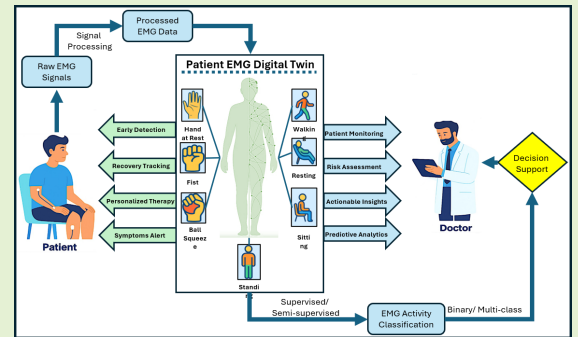 Processed
EMG Data
Signal
Processing
Raw EMG
Signals
Patient EMG Digital Twin
Hand
at Rest
Fist
Ball
Squeez
e
Walkin
g
Resting
Sitti
ng
Standi
ng
Early Detection
Recovery Tracking
Personalized Therapy
Symptoms Alert
Patient Monitoring
Risk Assessment
Actionable Insights
Predictive Analytics
Patient
Doctor
Decision
Support
Supervised/
Semi-supervised
EMG Activity
Classification
Binary/ Multi-class